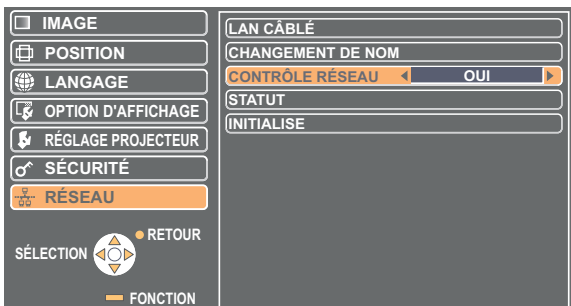 IMAGE
POSITION
LANGAGE
OPTION D'AFFICHAGE
RÉGLAGE PROJECTEUR
SÉCURITÉ
RÉSEAU
RETOUR
SÉLECTION
FONCTION
LAN CÂBLÉ
CHANGEMENT DE NOM
CONTRÔLE RÉSEAU OUI
STATUT
INITIALISE